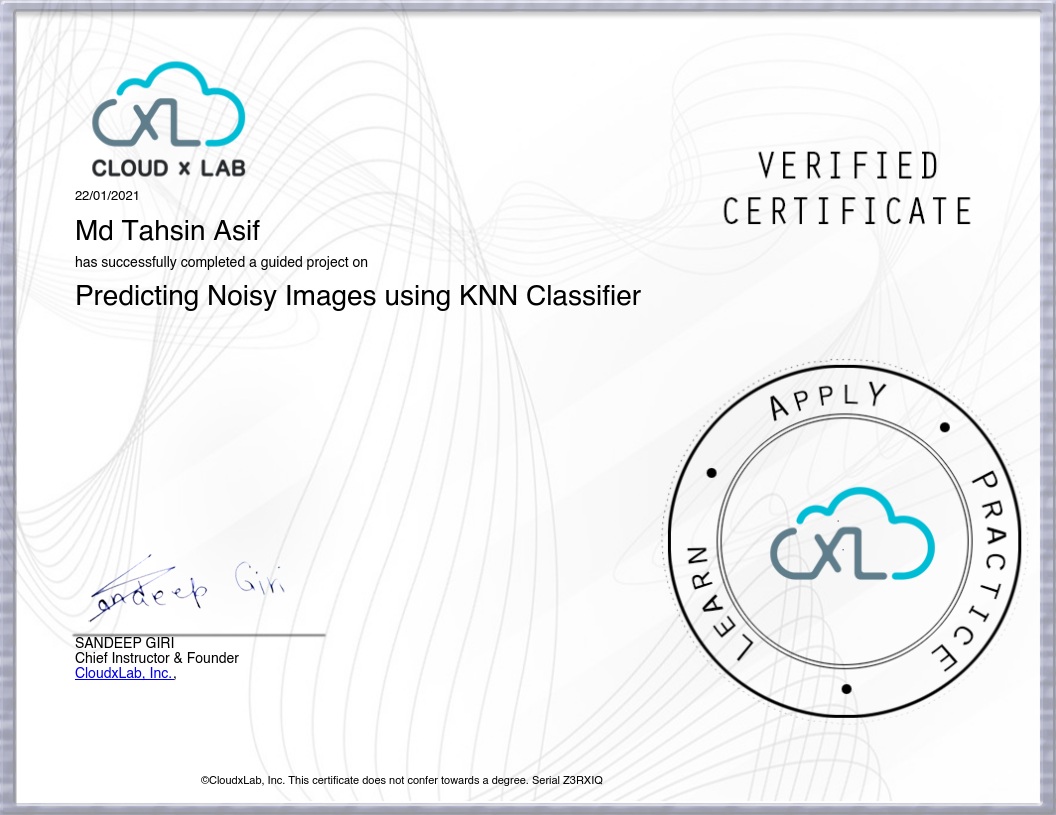 CXL
CLOUD x LAB
22/01/2021
Md Tahsin Asif
has successfully completed a guided project on
Predicting Noisy Images using KNN Classifier
VERIFIED
CERTIFICATE
LEARN • APPLY • PRACTICE •
CXL
Sandeep Giri
SANDEEP GIRI
Chief Instructor & Founder
CloudxLab, Inc.,
©CloudxLab, Inc. This certificate does not confer towards a degree. Serial Z3RXIQ